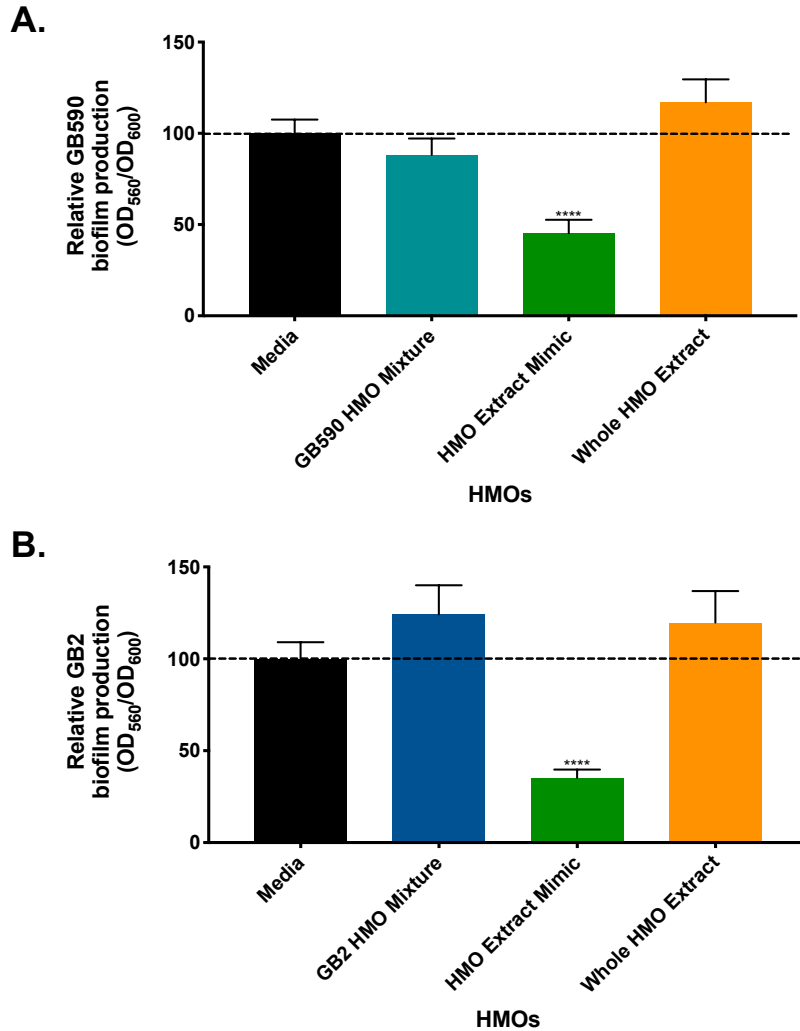 A.
Relative GB590
biofilm production
(OD560/OD600)
150
100
50
0
****
Media
GB590 HMO Mixture
HMO Extract Mimic
Whole HMO Extract
HMOs
B.
Relative GB2
biofilm production
(OD560/OD600)
150
100
50
0
****
Media
GB2 HMO Mixture
HMO Extract Mimic
Whole HMO Extract
HMOs